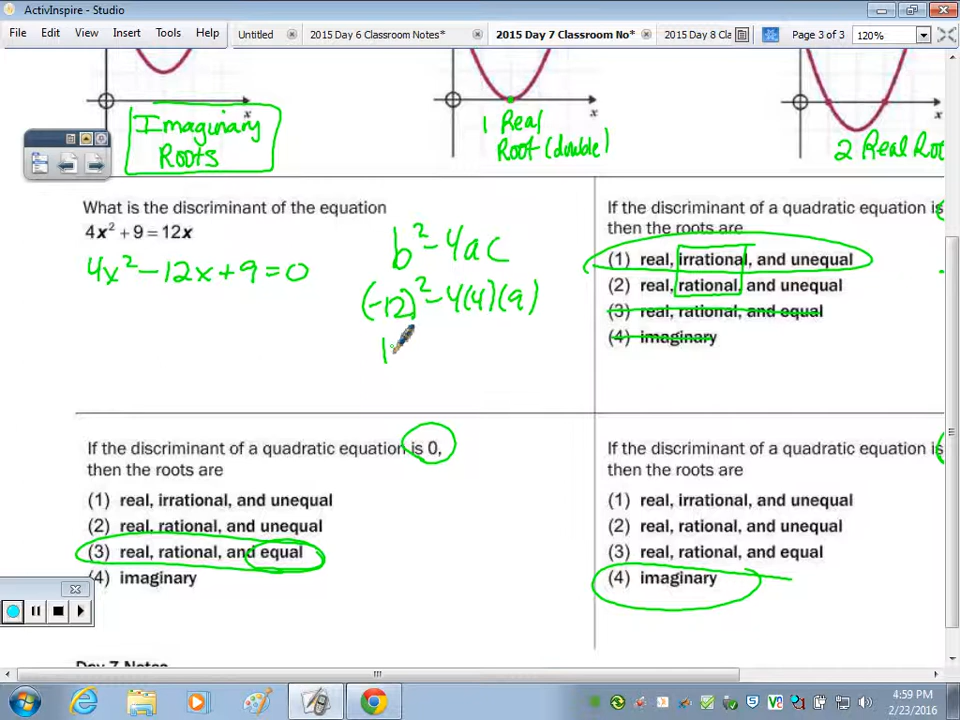 ActivInspire - Studio
File Edit View Insert Tools Help Untitled 2015 Day 6 Classroom Notes* 2015 Day 7 Classroom No* 2015 Day 8 Classroom Page 3 of 3 120%
x x x
Imaginary
Roots
1 Real
Root (double)
2 Real Roo
What is the discriminant of the equation
4x² + 9 = 12x
4x² - 12x + 9 = 0
b² - 4ac
(-12)² - 4(4)(9)
1
If the discriminant of a quadratic equation is
then the roots are
(1) real, irrational, and unequal
(2) real, rational, and unequal
(3) real, rational, and equal
(4) imaginary
If the discriminant of a quadratic equation is 0,
then the roots are
(1) real, irrational, and unequal
(2) real, rational, and unequal
(3) real, rational, and equal
(4) imaginary
If the discriminant of a quadratic equation is
then the roots are
(1) real, irrational, and unequal
(2) real, rational, and unequal
(3) real, rational, and equal
(4) imaginary
Day 7 Notes
4:59 PM
2/23/2016